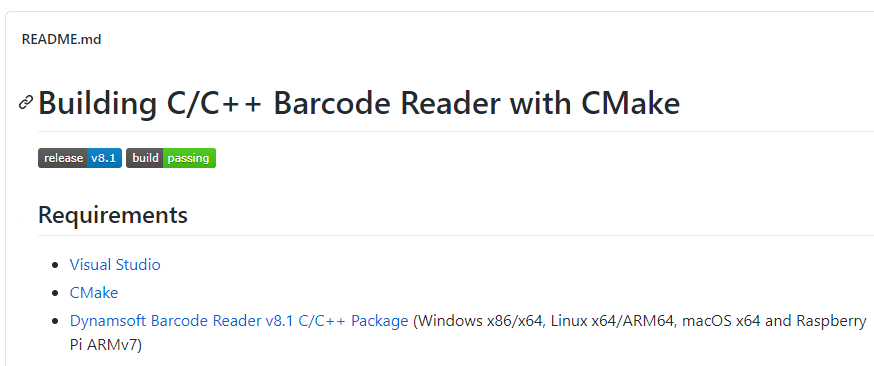 README.md
Building C/C++ Barcode Reader with CMake
release v8.1 build passing
Requirements
Visual Studio
CMake
Dynamsoft Barcode Reader v8.1 C/C++ Package (Windows x86/x64, Linux x64/ARM64, macOS x64 and Raspberry
Pi ARMv7)